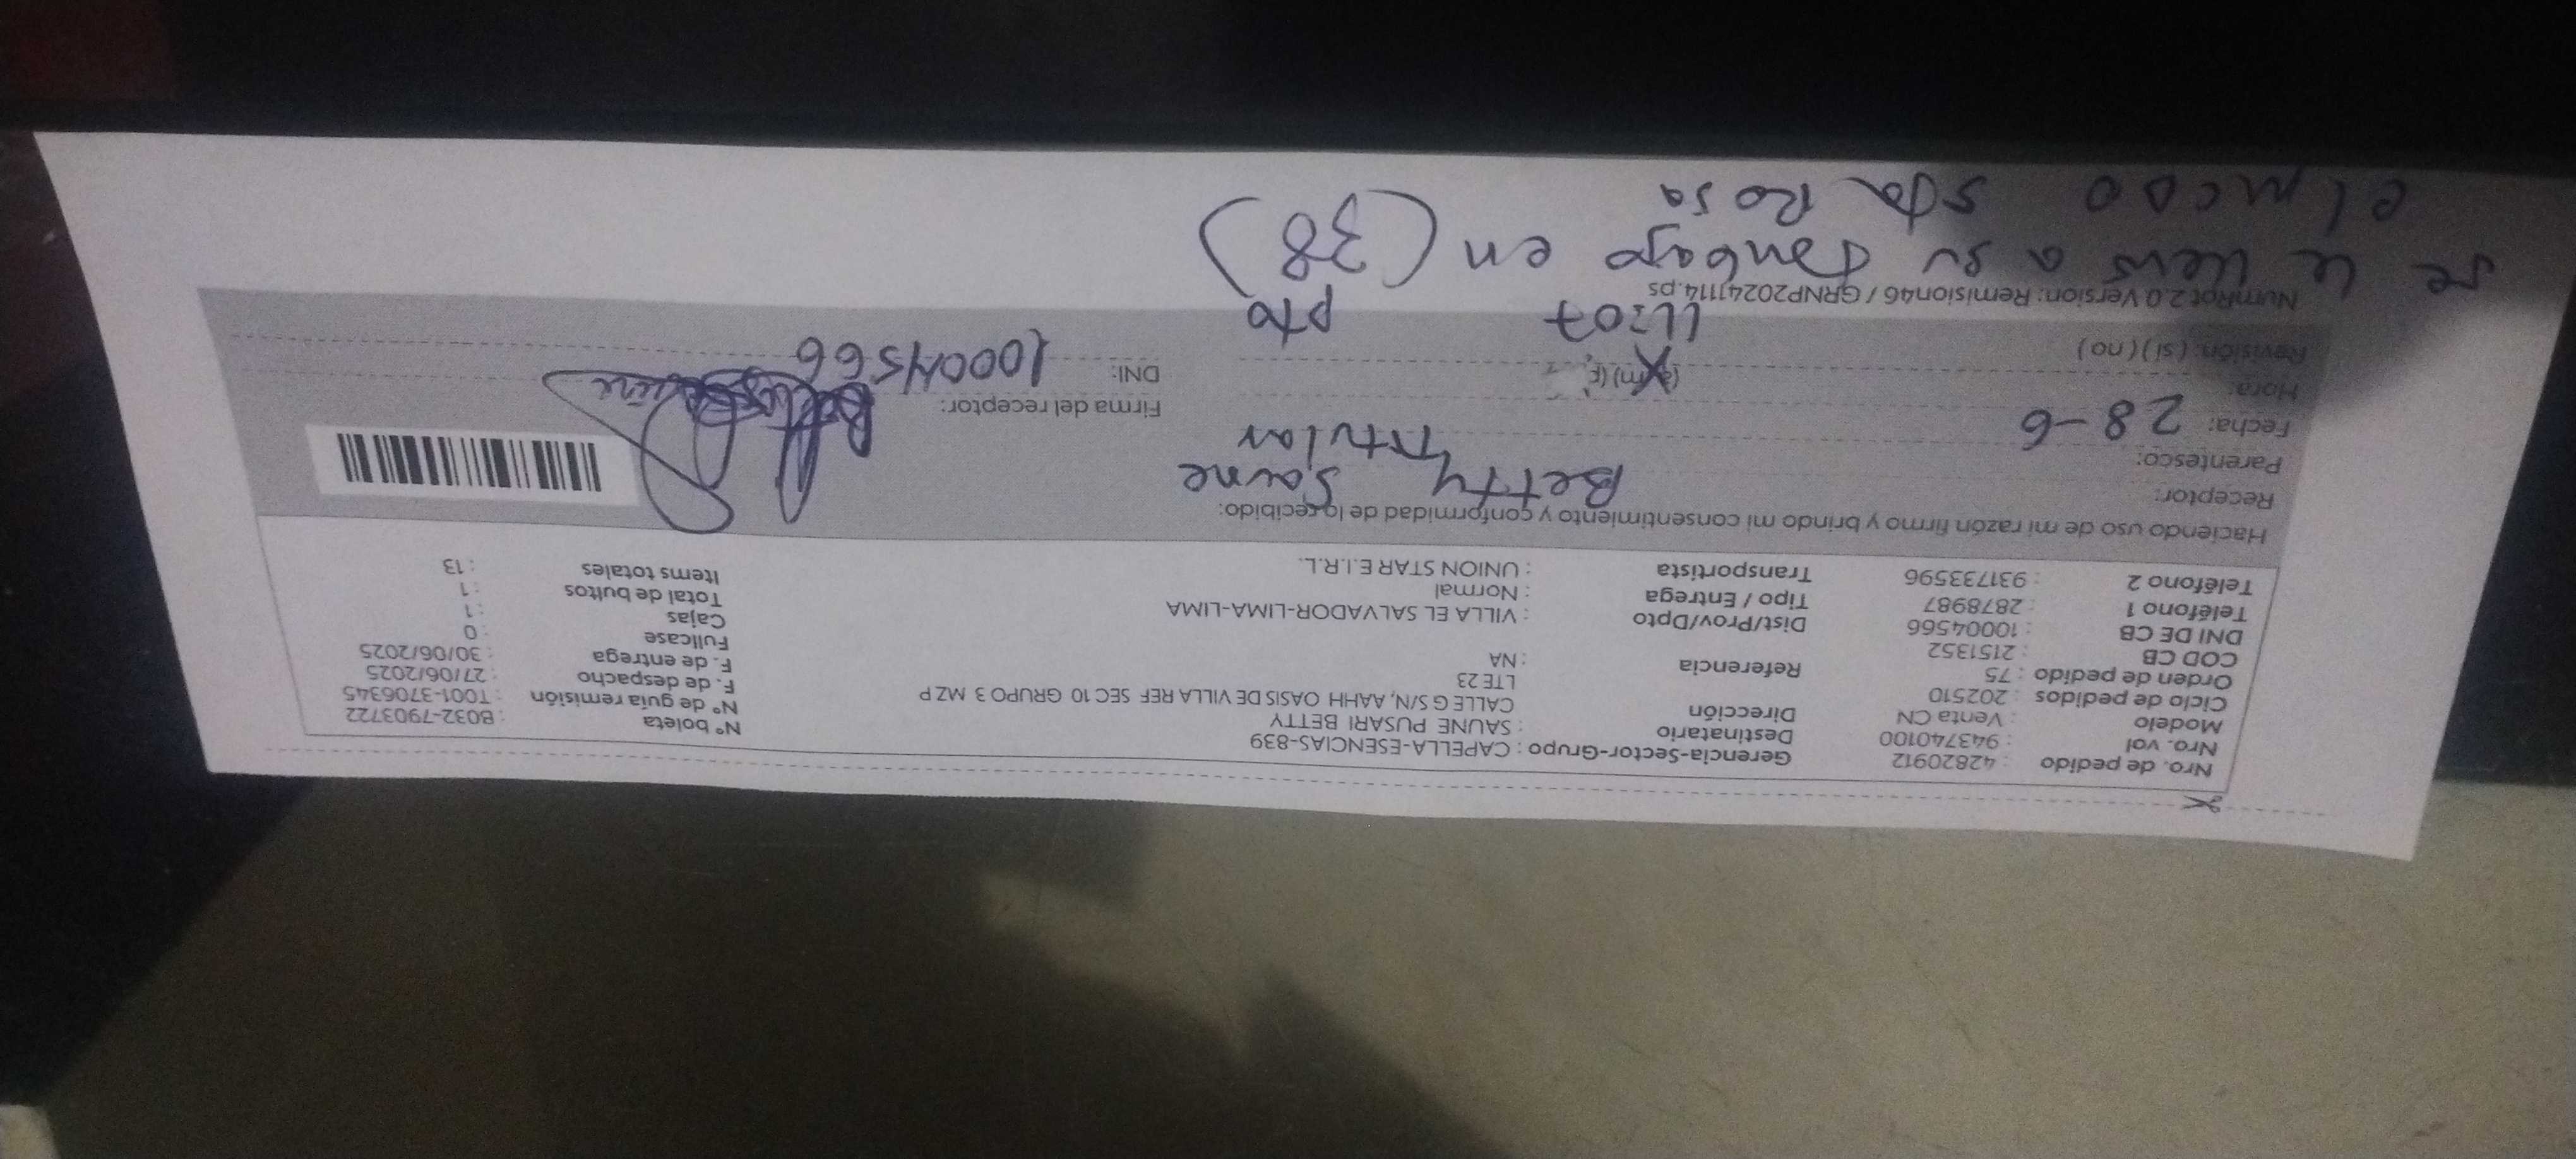 Nro. de pedido : 42820912 Gerencia-Sector-Grupo : CAPELLA-ESENCIAS-839 N° boleta : B032-7903722
Nro. vol : 943740100 Destinatario : SAUNE PUSARI BETTY N° de guía remisión : T001-3706345
Modelo : Venta CN Dirección CALLE G S/N, AAHH OASIS DE VILLA REF SEC 10 GRUPO 3 MZ P F. de despacho : 27/06/2025
Ciclo de pedidos : 202510 LTE 23 F. de entrega : 30/06/2025
Orden de pedido : 75 Referencia : NA Fullcase : 0
COD CB : 2151352 Cajas : 1
DNI DE CB : 10004566 Dist/Prov/Dpto : VILLA EL SALVADOR-LIMA-LIMA Total de bultos : 1
Teléfono 1 : 2878987 Tipo / Entrega : Normal Items totales : 13
Teléfono 2 : 931733596 Transportista : UNION STAR E.I.R.L.
Haciendo uso de mi razón firmo y brindo mi consentimiento y conformidad de lo recibido:
Receptor: Betty Saune
Parentesco: Titular
Fecha: 28-6 Firma del receptor:
Hora: DNI: 10004566
Revisión: (si) (no) 11:07 pto
NumRot 2.0 Version: Remision46 / GRNP20241114.ps
se le llevó a su trabajo en (38)
el mcdo sta Rosa